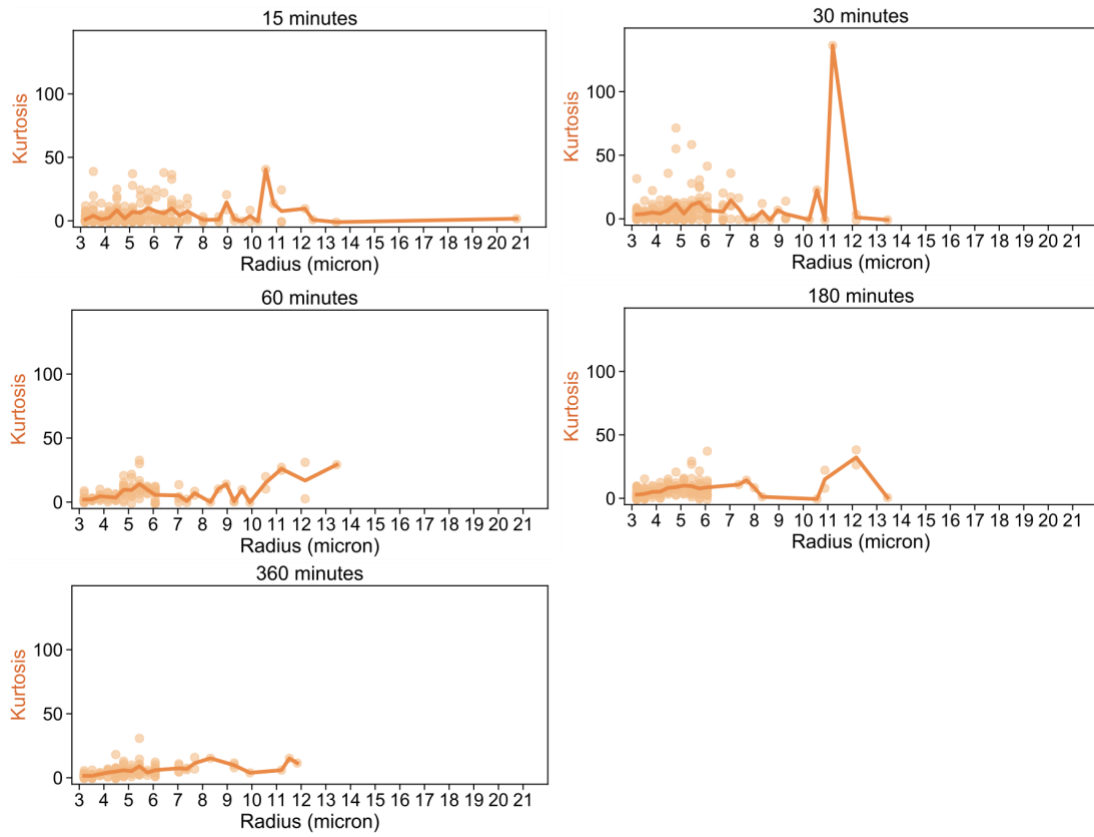 15 minutes
Kurtosis
100
50
0
3 4 5 6 7 8 9 10 11 12 13 14 15 16 17 18 19 20 21
Radius (micron)
30 minutes
Kurtosis
100
50
0
3 4 5 6 7 8 9 10 11 12 13 14 15 16 17 18 19 20 21
Radius (micron)
60 minutes
Kurtosis
100
50
0
3 4 5 6 7 8 9 10 11 12 13 14 15 16 17 18 19 20 21
Radius (micron)
180 minutes
Kurtosis
100
50
0
3 4 5 6 7 8 9 10 11 12 13 14 15 16 17 18 19 20 21
Radius (micron)
360 minutes
Kurtosis
100
50
0
3 4 5 6 7 8 9 10 11 12 13 14 15 16 17 18 19 20 21
Radius (micron)